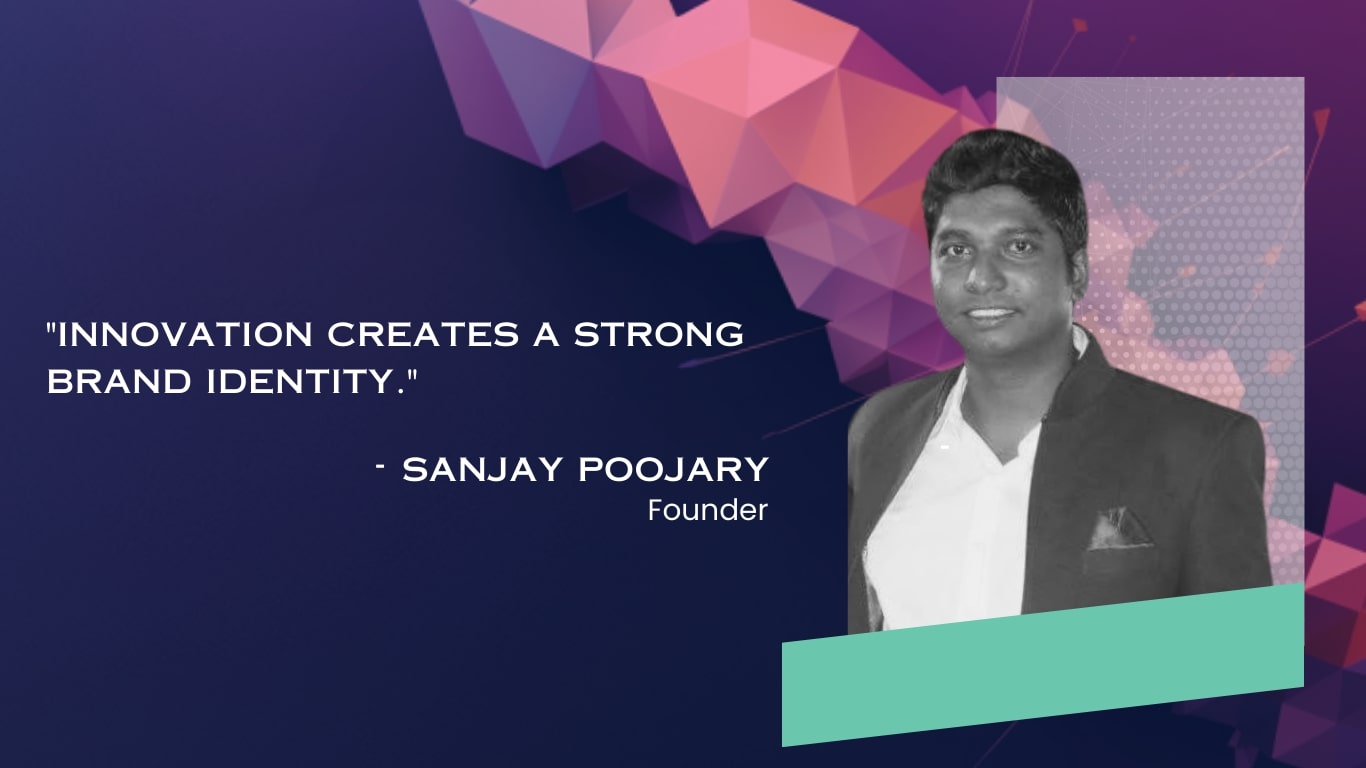 "INNOVATION CREATES A STRONG
BRAND IDENTITY."
- SANJAY POOJARY
Founder